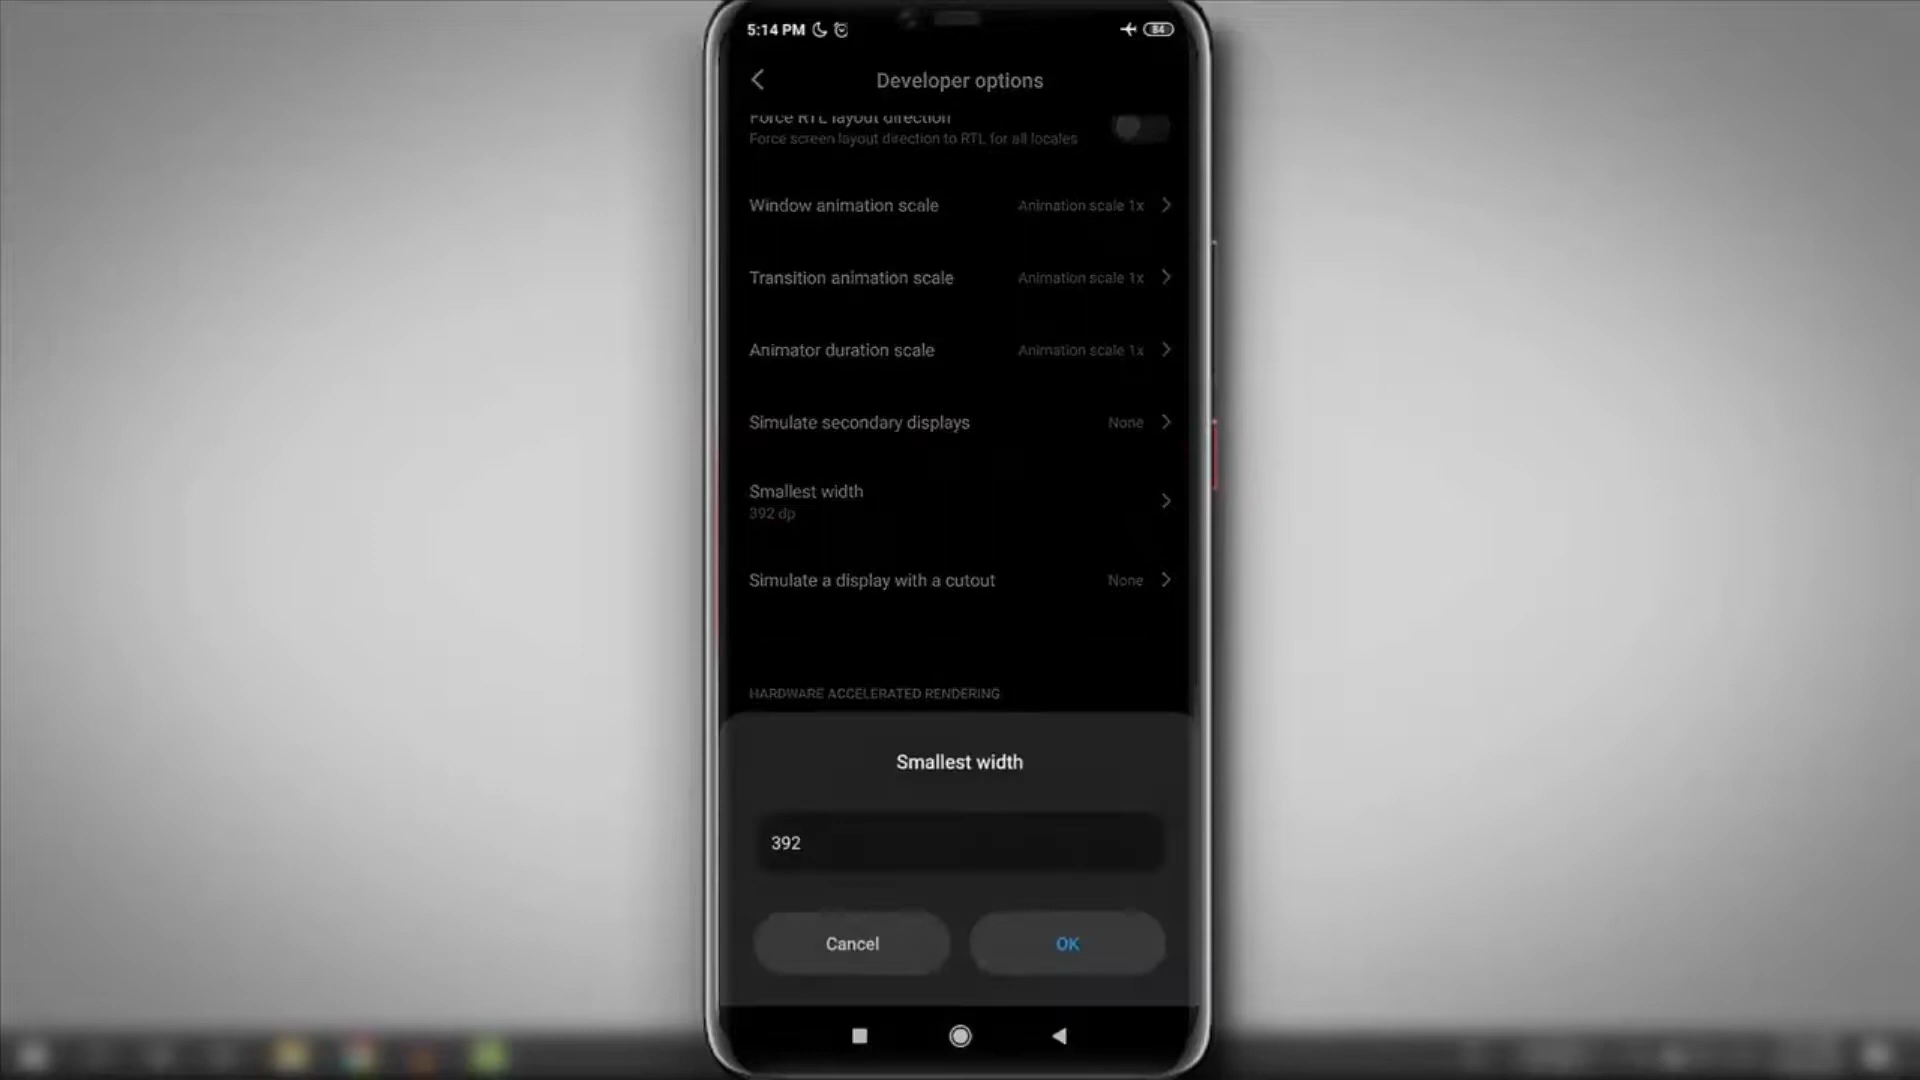 5:14 PM
84
Developer options
Force RTL layout direction
Force screen layout direction to RTL for all locales
Window animation scale
Animation scale 1x
Transition animation scale
Animation scale 1x
Animator duration scale
Animation scale 1x
Simulate secondary displays
None
Smallest width
392 dp
Simulate a display with a cutout
None
HARDWARE ACCELERATED RENDERING
Smallest width
392
Cancel
OK